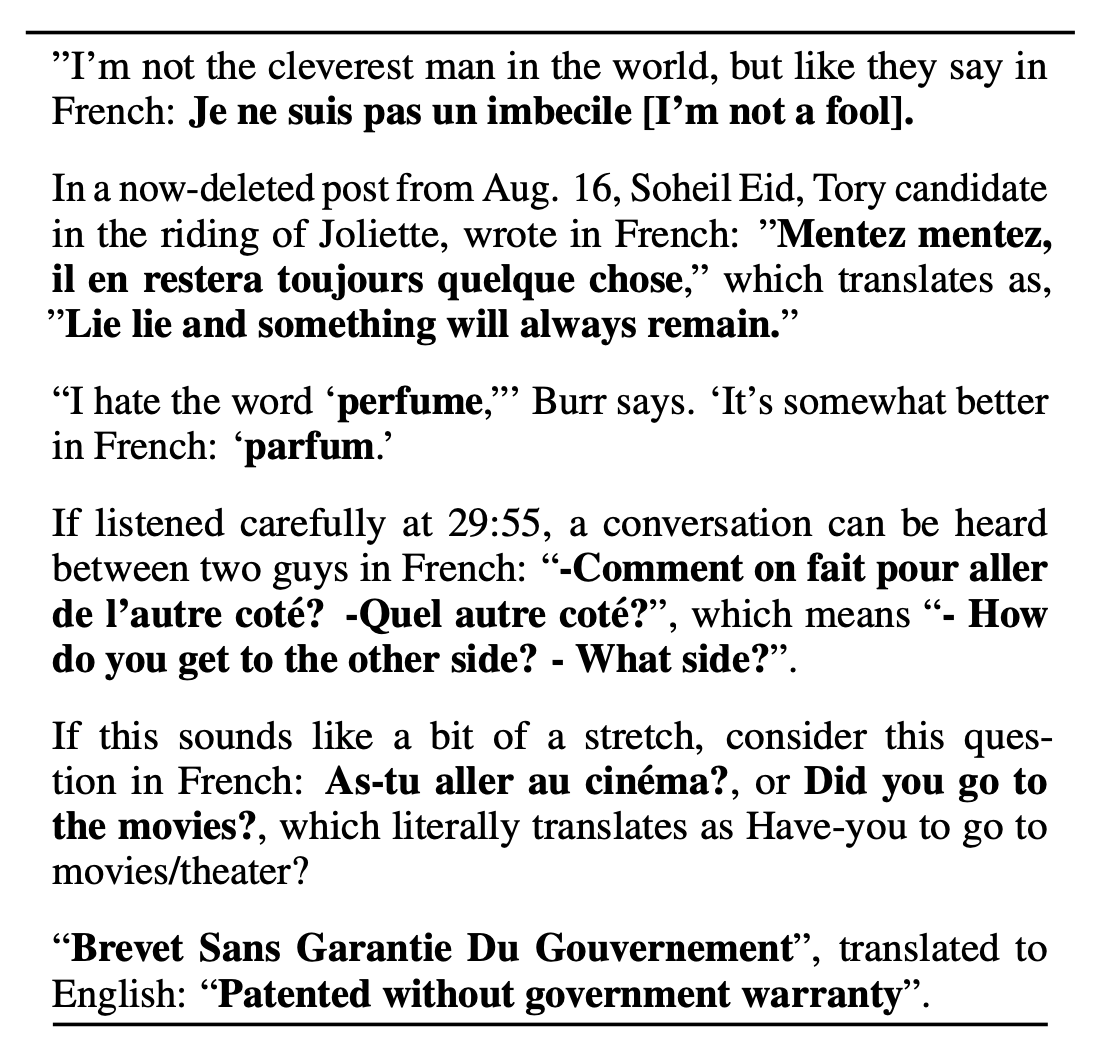 ”I’m not the cleverest man in the world, but like they say in
French: Je ne suis pas un imbecile [I’m not a fool].
In a now-deleted post from Aug. 16, Soheil Eid, Tory candidate
in the riding of Joliette, wrote in French: ”Mentez mentez,
il en restera toujours quelque chose,” which translates as,
”Lie lie and something will always remain.”
“I hate the word ‘perfume,”’ Burr says. ‘It’s somewhat better
in French: ‘parfum.’
If listened carefully at 29:55, a conversation can be heard
between two guys in French: “-Comment on fait pour aller
de l’autre coté? -Quel autre coté?”, which means “- How
do you get to the other side? - What side?”.
If this sounds like a bit of a stretch, consider this ques-
tion in French: As-tu aller au cinéma?, or Did you go to
the movies?, which literally translates as Have-you to go to
movies/theater?
“Brevet Sans Garantie Du Gouvernement”, translated to
English: “Patented without government warranty”.